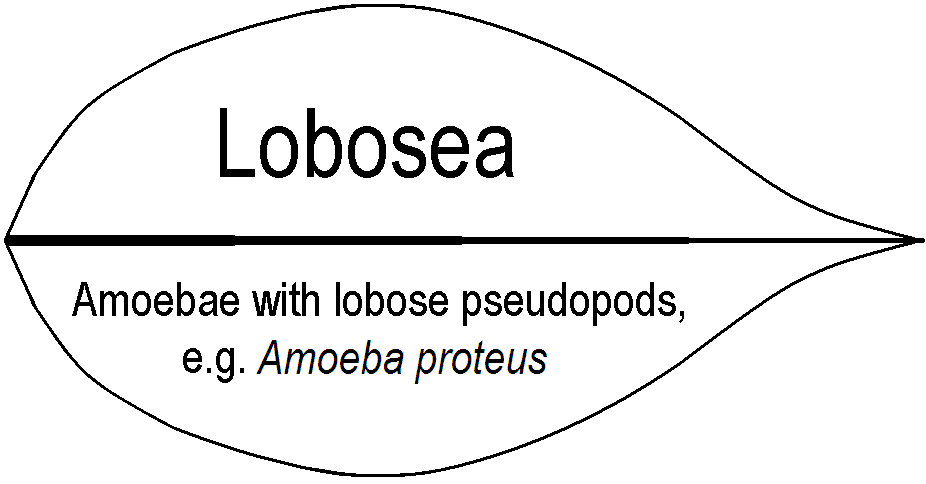 Lobosea
Amoebae with lobose pseudopods,
e.g. Amoeba proteus